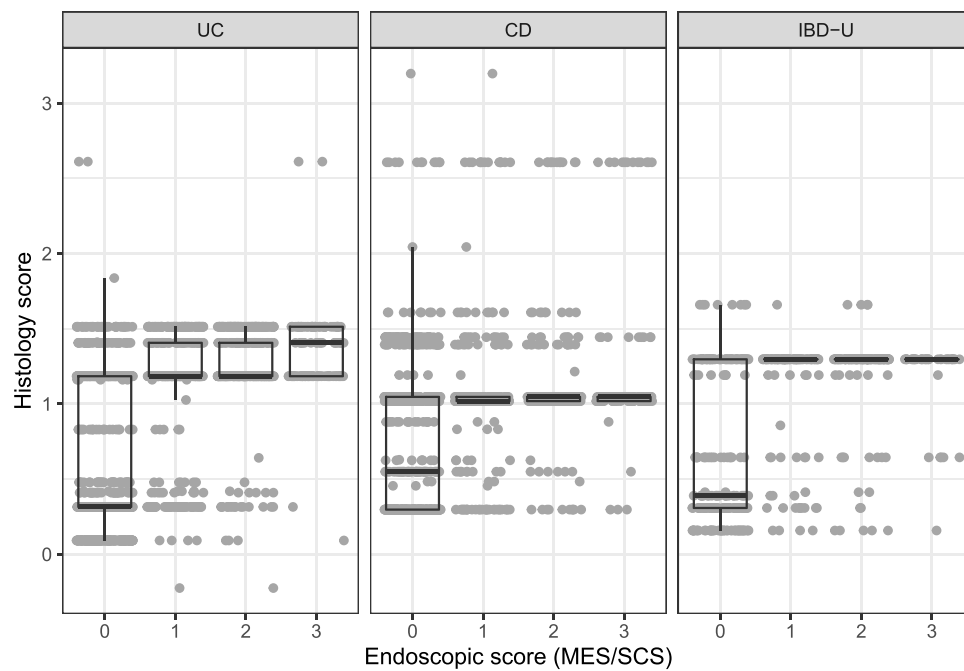 UC CD IBD−U
Histology score
3
2
1
0
0 1 2 3 0 1 2 3 0 1 2 3
Endoscopic score (MES/SCS)